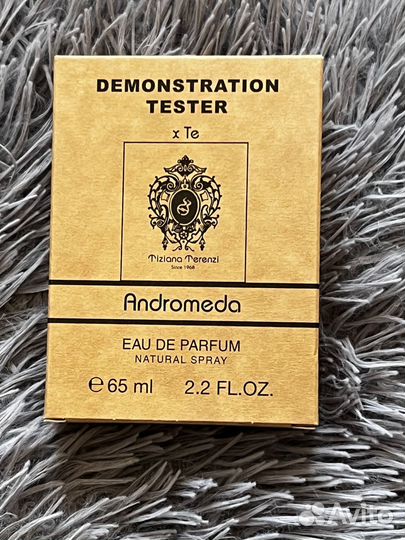 DEMONSTRATION
TESTER
x Te
Tiziana Terenzi
Since 1968
Andromeda
EAU DE PARFUM
NATURAL SPRAY
℮ 65 ml 2.2 FL.OZ.
Avito